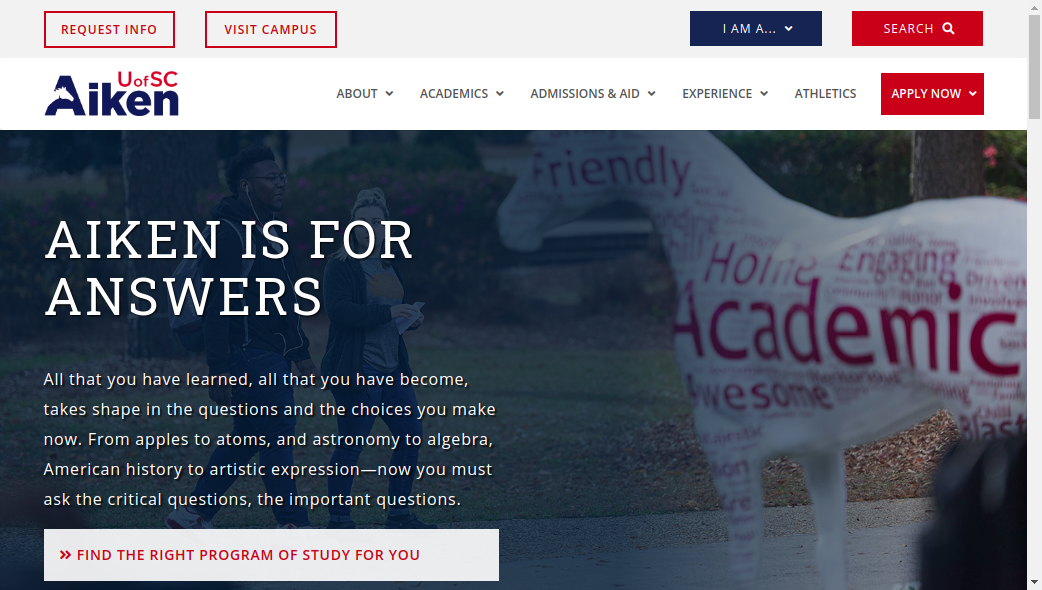 REQUEST INFO
VISIT CAMPUS
I AM A...
SEARCH
UofSC
Aiken
ABOUT
ACADEMICS
ADMISSIONS & AID
EXPERIENCE
ATHLETICS
APPLY NOW
Friendly
Home
Engaging
Driven
Honor
Involve
Academic
Awesome
Child
Blast
AIKEN IS FOR
ANSWERS
All that you have learned, all that you have become,
takes shape in the questions and the choices you make
now. From apples to atoms, and astronomy to algebra,
American history to artistic expression—now you must
ask the critical questions, the important questions.
FIND THE RIGHT PROGRAM OF STUDY FOR YOU